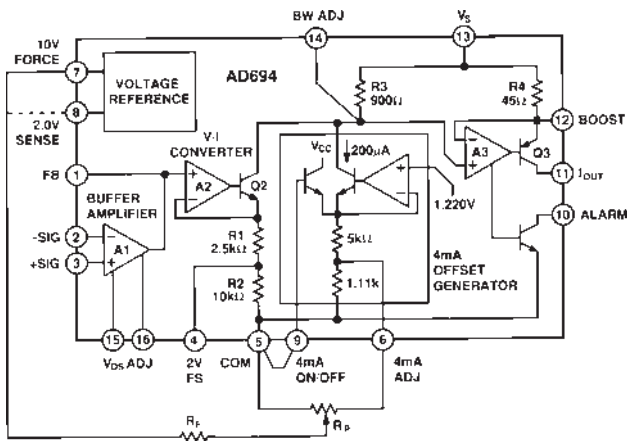 BW ADJ
VS
10V
FORCE
14
13
7
VOLTAGE
REFERENCE
AD694
R3
900Ω
R4
45Ω
8
2.0V
SENSE
12
BOOST
V-I
CONVERTER
VCC
200μA
A3
Q3
FB
1
A2
Q2
11
IOUT
BUFFER
AMPLIFIER
1.220V
10
ALARM
-SIG
2
A1
R1
2.5kΩ
5kΩ
+SIG
3
4mA
OFFSET
GENERATOR
R2
10kΩ
1.11k
15
16
4
5
9
6
VOS ADJ
2V
FS
COM
4mA
ON/OFF
4mA
ADJ
RF
RP